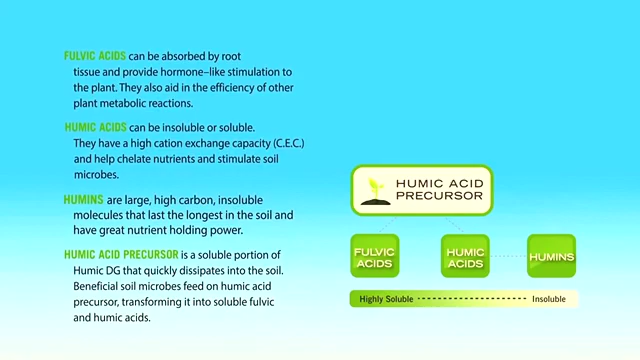 FULVIC ACIDS can be absorbed by root
tissue and provide hormone–like stimulation to
the plant. They also aid in the efficiency of other
plant metabolic reactions.
HUMIC ACIDS can be insoluble or soluble.
They have a high cation exchange capacity (C.E.C.)
and help chelate nutrients and stimulate soil
microbes.
HUMINS are large, high carbon, insoluble
molecules that last the longest in the soil and
have great nutrient holding power.
HUMIC ACID PRECURSOR is a soluble portion of
Humic DG that quickly dissipates into the soil.
Beneficial soil microbes feed on humic acid
precursor, transforming it into soluble fulvic
and humic acids.
HUMIC ACID
PRECURSOR
FULVIC
ACIDS
HUMIC
ACIDS
HUMINS
Highly Soluble
Insoluble